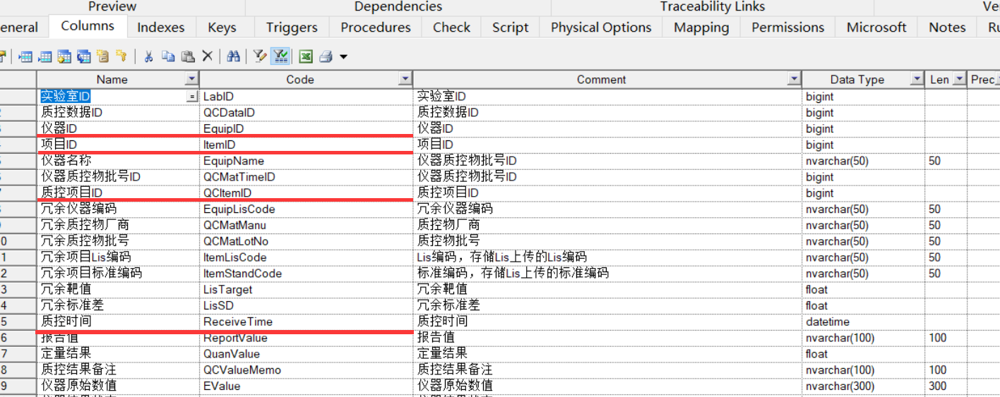 Preview Dependencies Traceability Links Ve
eneral Columns Indexes Keys Triggers Procedures Check Script Physical Options Mapping Permissions Microsoft Notes Ru
Name Code Comment Data Type Len Prec
实验室ID = LabID 实验室ID bigint
2 质控数据ID QCDataID 质控数据ID bigint
3 仪器ID EquipID 仪器ID bigint
4 项目ID ItemID 项目ID bigint
5 仪器名称 EquipName 仪器质控物批号ID nvarchar(50) 50
6 仪器质控物批号ID QCMatTimeID 仪器质控物批号ID bigint
7 质控项目ID QCItemID 质控项目ID bigint
8 冗余仪器编码 EquipLisCode 冗余仪器编码 nvarchar(50) 50
9 冗余质控物厂商 QCMatManu 质控物厂商 nvarchar(50) 50
0 冗余质控物批号 QCMatLotNo 质控物批号 nvarchar(50) 50
1 冗余项目Lis编码 ItemLisCode Lis编码，存储Lis上传的Lis编码 nvarchar(50) 50
2 冗余项目标准编码 ItemStandCode 标准编码，存储Lis上传的标准编码 nvarchar(50) 50
3 冗余靶值 LisTarget 冗余靶值 float
4 冗余标准差 LisSD 冗余标准差 float
5 质控时间 ReceiveTime 质控时间 datetime
6 报告值 ReportValue 报告值 nvarchar(100) 100
7 定量结果 QuanValue 定量结果 float
8 质控结果备注 QCValueMemo 质控结果备注 nvarchar(100) 100
9 仪器原始数值 EValue 仪器原始数值 nvarchar(300) 300